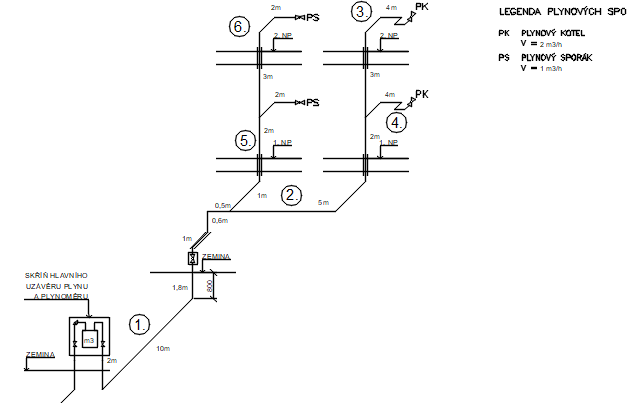 LEGENDA PLYNOVÝCH SPO
PK PLYNOVÝ KOTEL
V = 2 m3/h
PS PLYNOVÝ SPORÁK
V = 1 m3/h
2m
PS
6.
2. NP
3m
3.
4m
PK
2. NP
3m
2m
PS
2m
5.
1. NP
1m
4m
PK
4.
2m
1. NP
2.
5m
0,5m
0,6m
1m
ZEMINA
1,8m
800
SKŘÍŇ HLAVNÍHO
UZÁVĚRU PLYNU
A PLYNOMĚRU
1.
m3
10m
2m
ZEMINA